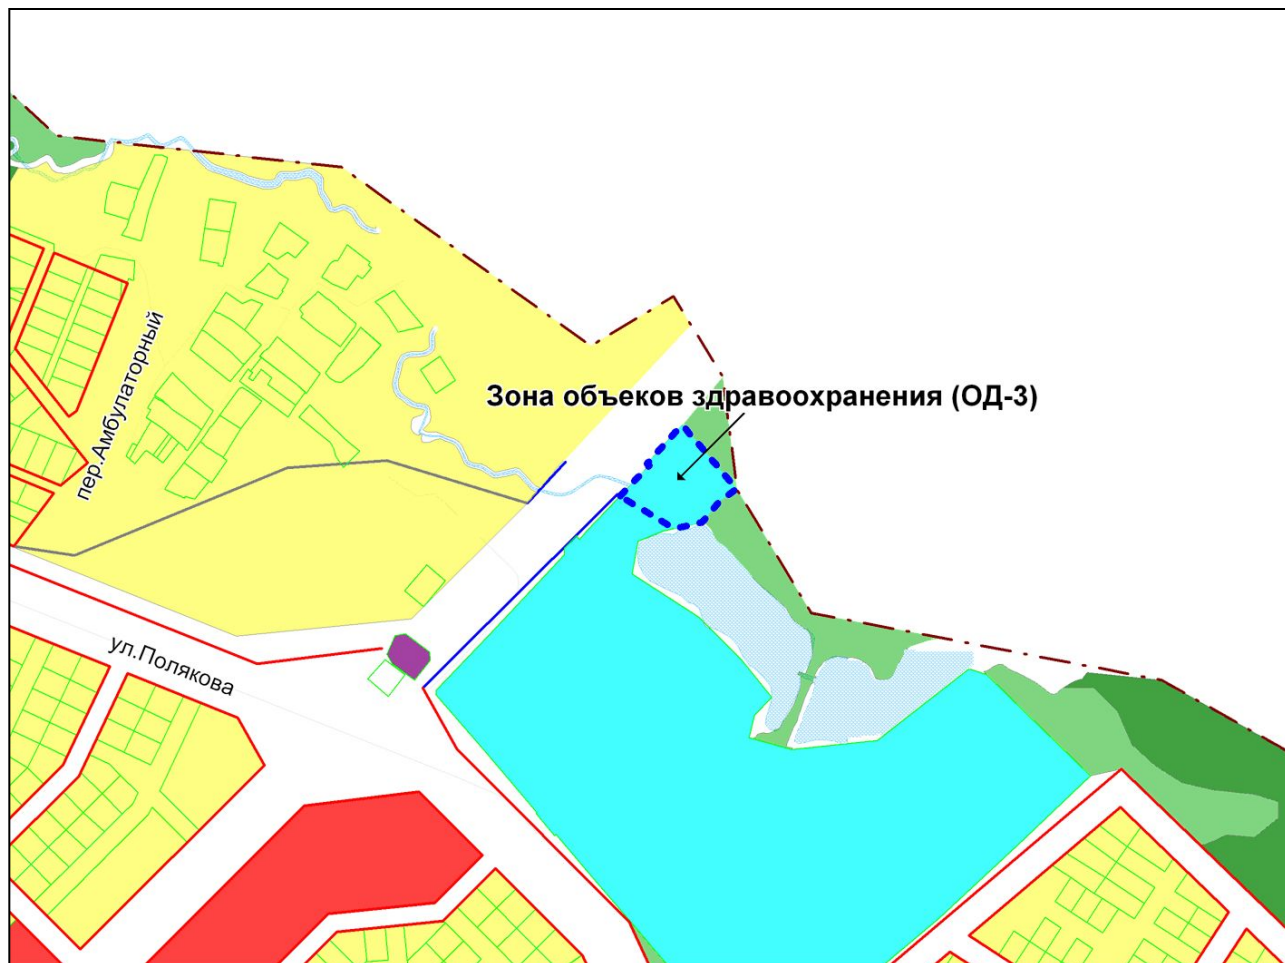 пер.Амбулаторный
Зона объеков здравоохранения (ОД-3)
ул.Полякова